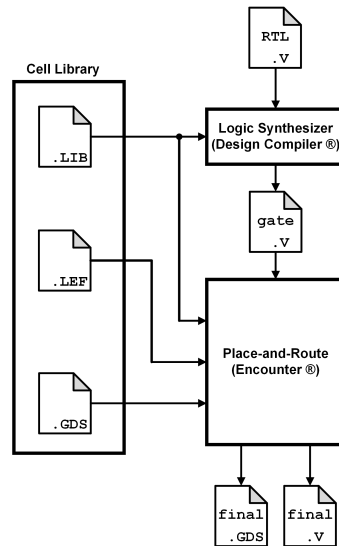 RTL
.V
Cell Library
.LIB
Logic Synthesizer
(Design Compiler ®)
gate
.V
.LEF
Place-and-Route
(Encounter ®)
.GDS
final
.GDS
final
.V